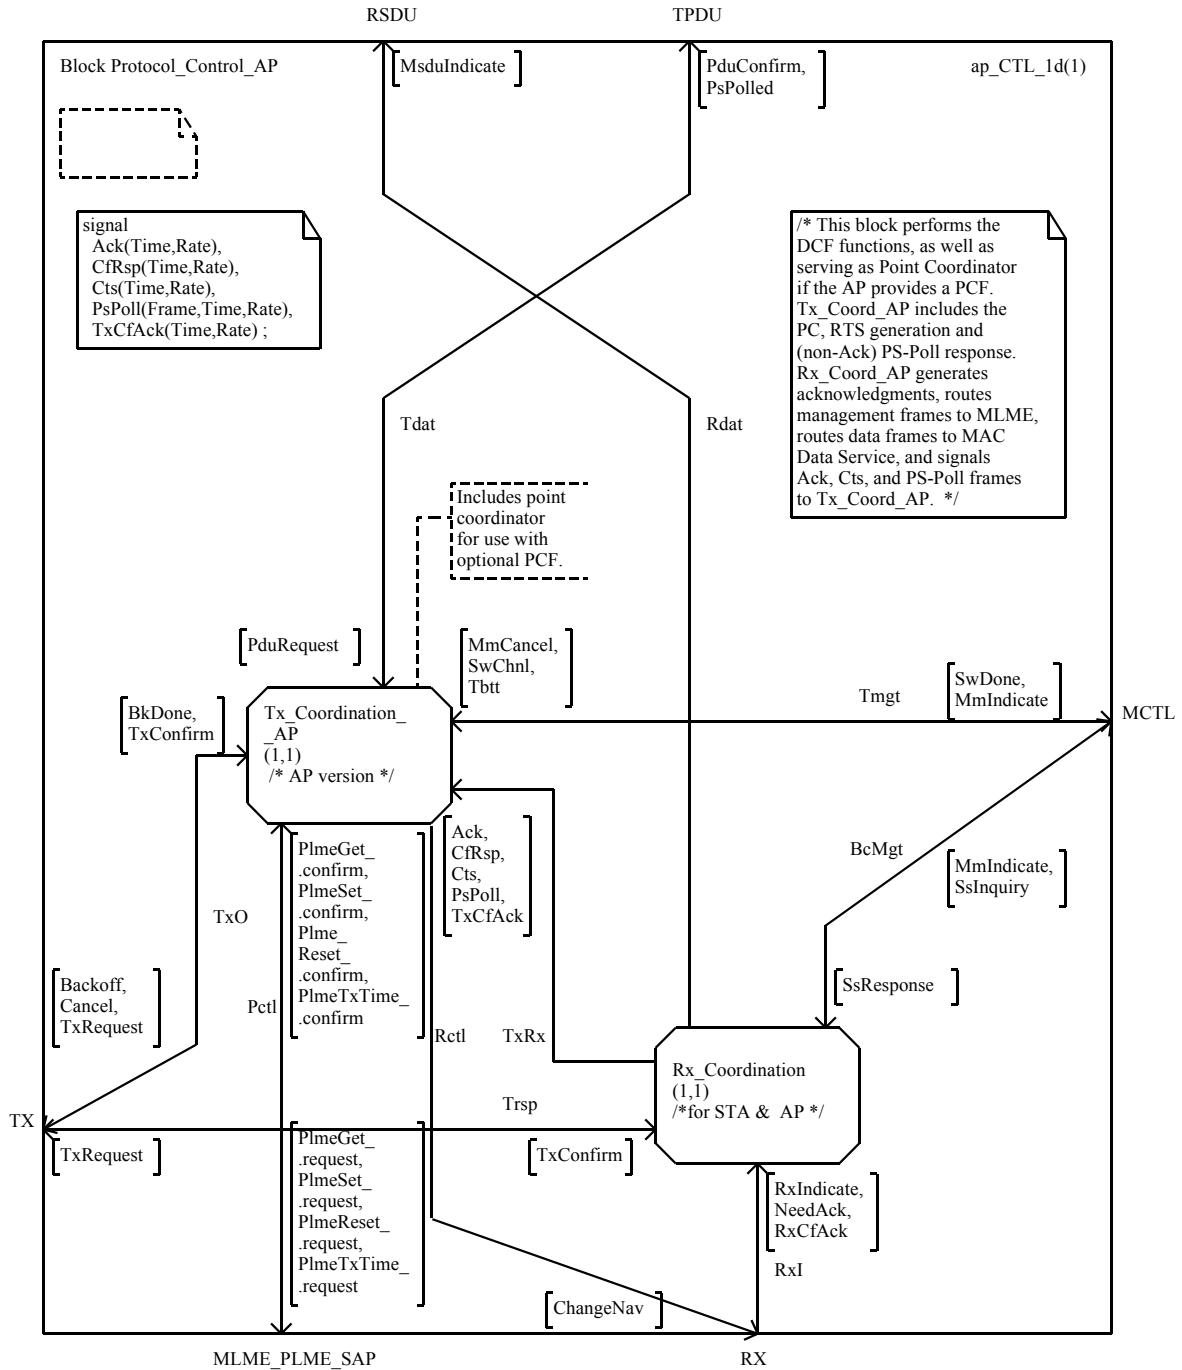 RSDU
TPDU
Block Protocol_Control_AP
MsduIndicate
PduConfirm,
PsPolled
ap_CTL_1d(1)
signal
Ack(Time,Rate),
CfRsp(Time,Rate),
Cts(Time,Rate),
PsPoll(Frame,Time,Rate),
TxCfAck(Time,Rate) ;
/* This block performs the
DCF functions, as well as
serving as Point Coordinator
if the AP provides a PCF.
Tx_Coord_AP includes the
PC, RTS generation and
(non-Ack) PS-Poll response.
Rx_Coord_AP generates
acknowledgments, routes
management frames to MLME,
routes data frames to MAC
Data Service, and signals
Ack, Cts, and PS-Poll frames
to Tx_Coord_AP.  */
Tdat
Rdat
Includes point
coordinator
for use with
optional PCF.
PduRequest
MmCancel,
SwChnl,
Tbtt
SwDone,
MmIndicate
Tmgt
MCTL
BkDone,
TxConfirm
Tx_Coordination_
_AP
(1,1)
/* AP version */
PlmeGet_
.confirm,
PlmeSet_
.confirm,
Plme_
Reset_
.confirm,
PlmeTxTime_
.confirm
Ack,
CfRsp,
Cts,
PsPoll,
TxCfAck
BcMgt
MmIndicate,
SsInquiry
TxO
Backoff,
Cancel,
TxRequest
Pctl
Rctl
TxRx
SsResponse
Rx_Coordination
(1,1)
/*for STA &  AP */
Trsp
TX
TxRequest
PlmeGet_
.request,
PlmeSet_
.request,
PlmeReset_
.request,
PlmeTxTime_
.request
TxConfirm
RxIndicate,
NeedAck,
RxCfAck
RxI
ChangeNav
MLME_PLME_SAP
RX